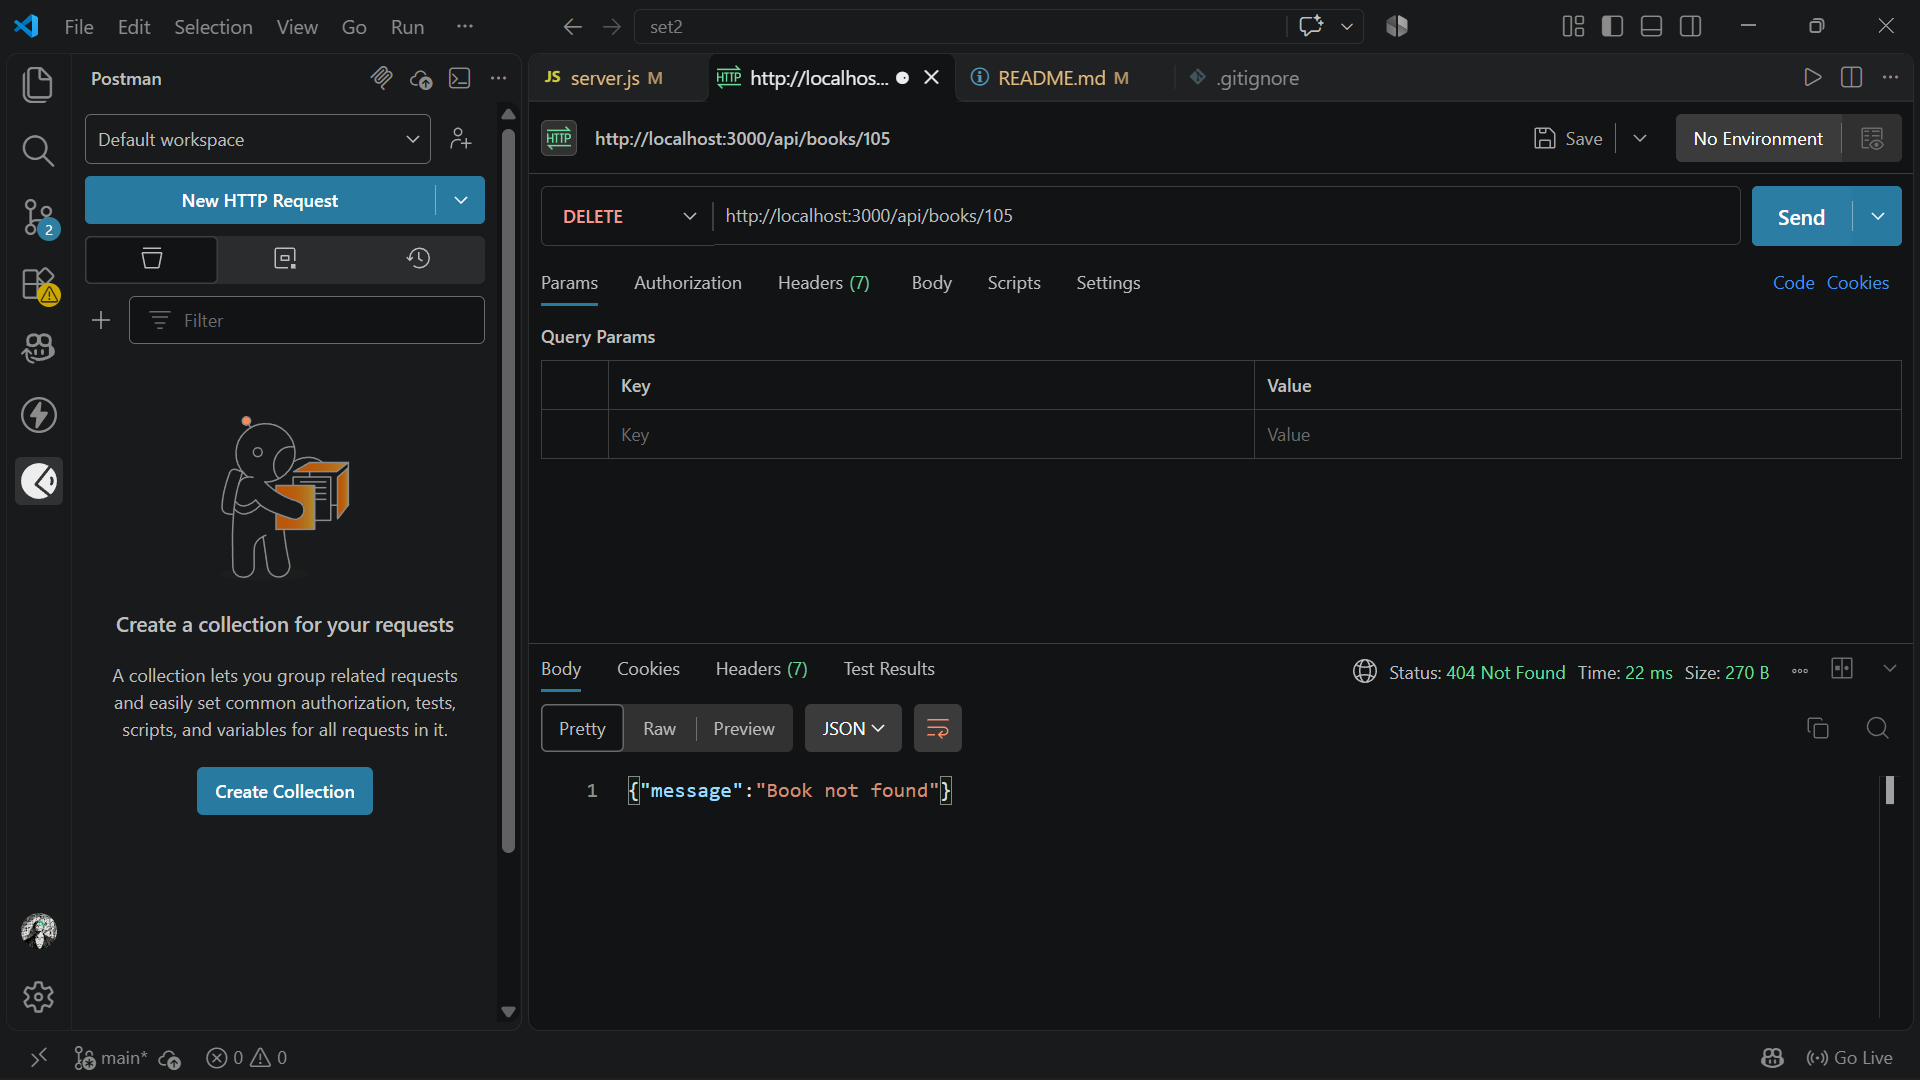 File Edit Selection View Go Run ···
set2
Postman
Default workspace
New HTTP Request
Filter
Create a collection for your requests
A collection lets you group related requests
and easily set common authorization, tests,
scripts, and variables for all requests in it.
Create Collection
JS server.js M
HTTP http://localhos...
README.md M
.gitignore
HTTP http://localhost:3000/api/books/105
Save
No Environment
DELETE http://localhost:3000/api/books/105
Send
Params Authorization Headers (7) Body Scripts Settings
Code Cookies
Query Params
Key Value
Key Value
Body Cookies Headers (7) Test Results
Status: 404 Not Found Time: 22 ms Size: 270 B
Pretty Raw Preview JSON
1 {"message":"Book not found"}
2
main* 0 0
Go Live